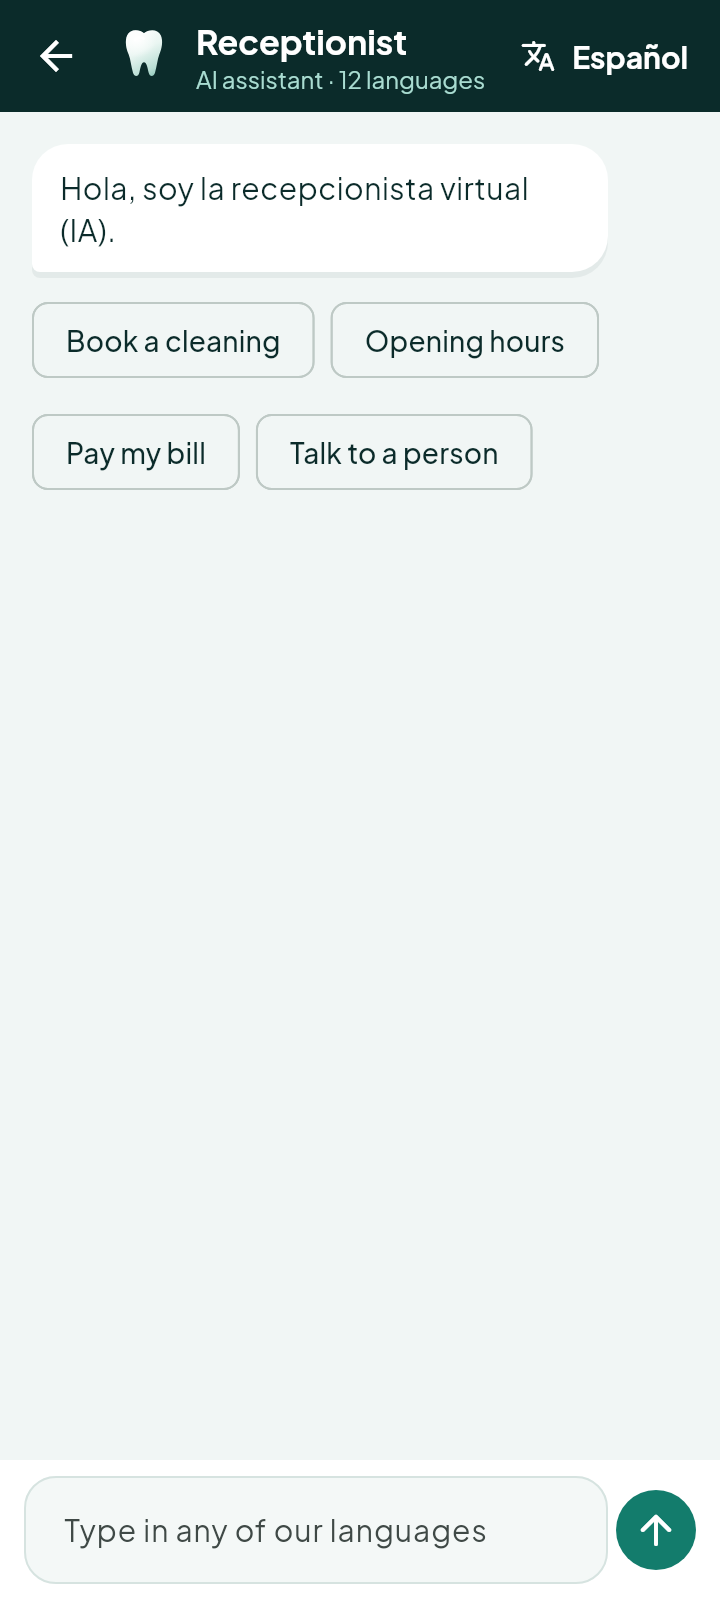 Receptionist
AI assistant · 12 languages
Español
Hola, soy la recepcionista virtual
(IA).
Book a cleaning
Opening hours
Pay my bill
Talk to a person
Type in any of our languages